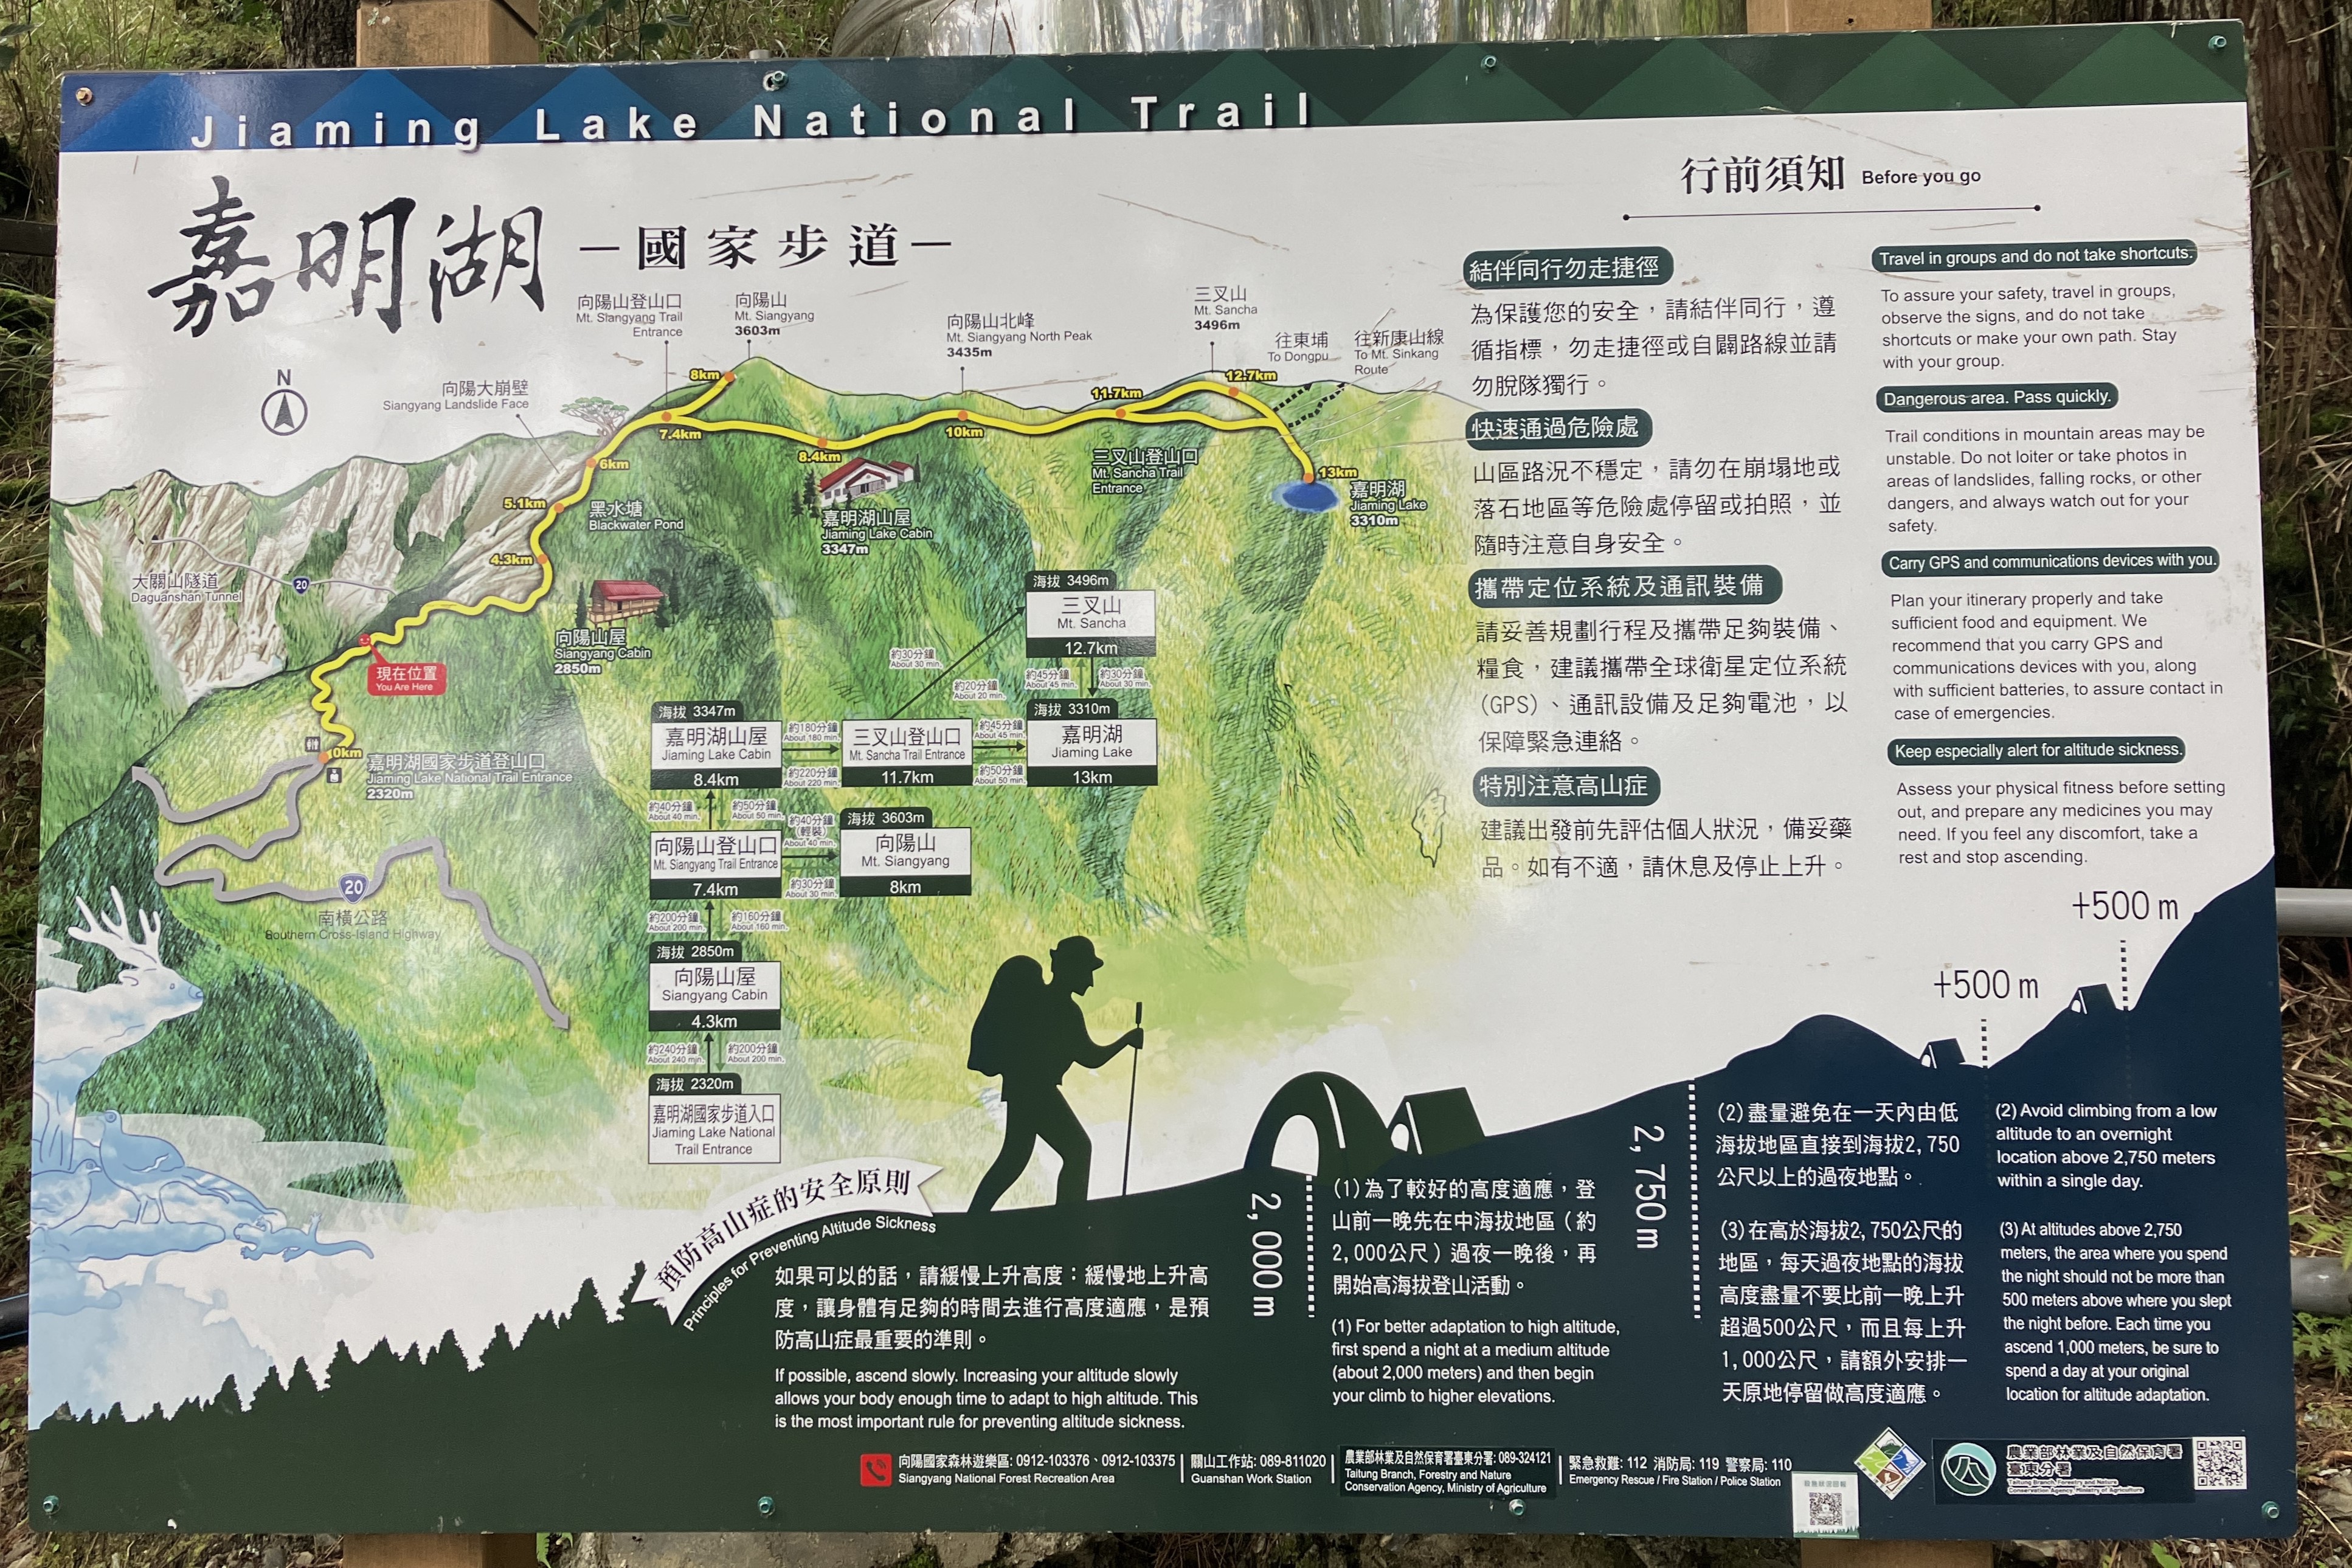 Jiaming Lake National Trail
嘉明湖
—國家步道—
N
向陽山登山口
Mt. Siangyang Trail
Entrance
向陽山
Mt. Siangyang
3603m
向陽山北峰
Mt. Siangyang North Peak
3435m
三叉山
Mt. Sancha
3496m
往東埔
To Dongpu
往新康山線
To Mt. Sinkang
Route
向陽大崩壁
Siangyang Landslide Face
8km
7.4km
8.4km
10km
11.7km
12.7km
13km
6km
5.1km
4.3km
黑水塘
Blackwater Pond
嘉明湖山屋
Jiaming Lake Cabin
3347m
三叉山登山口
Mt. Sancha Trail
Entrance
嘉明湖
Jiaming Lake
3310m
大關山隧道
Daguanshan Tunnel
20
向陽山屋
Siangyang Cabin
2850m
現在位置
You Are Here
0km
嘉明湖國家步道登山口
Jiaming Lake National Trail Entrance
2320m
20
南橫公路
Southern Cross-Island Highway
海拔 3496m
三叉山
Mt. Sancha
12.7km
約30分鐘
About 30 min.
約20分鐘
About 20 min.
約45分鐘
About 45 min.
約30分鐘
About 30 min.
海拔 3347m
嘉明湖山屋
Jiaming Lake Cabin
8.4km
約180分鐘
About 180 min.
約220分鐘
About 220 min.
三叉山登山口
Mt. Sancha Trail Entrance
11.7km
約45分鐘
About 45 min.
約50分鐘
About 50 min.
海拔 3310m
嘉明湖
Jiaming Lake
13km
約40分鐘
About 40 min.
約50分鐘
About 50 min.
向陽山登山口
Mt. Siangyang Trail Entrance
7.4km
約40分鐘
(輕裝)
About 40 min.
約30分鐘
About 30 min.
海拔 3603m
向陽山
Mt. Siangyang
8km
約200分鐘
About 200 min.
約160分鐘
About 160 min.
海拔 2850m
向陽山屋
Siangyang Cabin
4.3km
約240分鐘
About 240 min.
約200分鐘
About 200 min.
海拔 2320m
嘉明湖國家步道入口
Jiaming Lake National
Trail Entrance
行前須知 Before you go
結伴同行勿走捷徑
為保護您的安全，請結伴同行，遵
循指標，勿走捷徑或自闢路線並請
勿脫隊獨行。
快速通過危險處
山區路況不穩定，請勿在崩塌地或
落石地區等危險處停留或拍照，並
隨時注意自身安全。
攜帶定位系統及通訊裝備
請妥善規劃行程及攜帶足夠裝備、
糧食，建議攜帶全球衛星定位系統
(GPS)、通訊設備及足夠電池，以
保障緊急連絡。
特別注意高山症
建議出發前先評估個人狀況，備妥藥
品。如有不適，請休息及停止上升。
Travel in groups and do not take shortcuts.
To assure your safety, travel in groups,
observe the signs, and do not take
shortcuts or make your own path. Stay
with your group.
Dangerous area. Pass quickly.
Trail conditions in mountain areas may be
unstable. Do not loiter or take photos in
areas of landslides, falling rocks, or other
dangers, and always watch out for your
safety.
Carry GPS and communications devices with you.
Plan your itinerary properly and take
sufficient food and equipment. We
recommend that you carry GPS and
communications devices with you, along
with sufficient batteries, to assure contact in
case of emergencies.
Keep especially alert for altitude sickness.
Assess your physical fitness before setting
out, and prepare any medicines you may
need. If you feel any discomfort, take a
rest and stop ascending.
+500 m
+500 m
預防高山症的安全原則
Principles for Preventing Altitude Sickness
如果可以的話，請緩慢上升高度：緩慢地上升高
度，讓身體有足夠的時間去進行高度適應，是預
防高山症最重要的準則。
If possible, ascend slowly. Increasing your altitude slowly
allows your body enough time to adapt to high altitude. This
is the most important rule for preventing altitude sickness.
2,000 m
(1)為了較好的高度適應，登
山前一晚先在中海拔地區（約
2,000公尺）過夜一晚後，再
開始高海拔登山活動。
(1) For better adaptation to high altitude,
first spend a night at a medium altitude
(about 2,000 meters) and then begin
your climb to higher elevations.
2,750 m
(2)盡量避免在一天內由低
海拔地區直接到海拔2,750
公尺以上的過夜地點。
(3)在高於海拔2,750公尺的
地區，每天過夜地點的海拔
高度盡量不要比前一晚上升
超過500公尺，而且每上升
1,000公尺，請額外安排一
天原地停留做高度適應。
(2) Avoid climbing from a low
altitude to an overnight
location above 2,750 meters
within a single day.
(3) At altitudes above 2,750
meters, the area where you spend
the night should not be more than
500 meters above where you slept
the night before. Each time you
ascend 1,000 meters, be sure to
spend a day at your original
location for altitude adaptation.
向陽國家森林遊樂區: 0912-103376、0912-103375
Siangyang National Forest Recreation Area
關山工作站: 089-811020
Guanshan Work Station
農業部林業及自然保育署臺東分署: 089-324121
Taitung Branch, Forestry and Nature
Conservation Agency, Ministry of Agriculture
緊急救難: 112 消防局: 119 警察局: 110
Emergency Rescue / Fire Station / Police Station
農業部林業及自然保育署
臺東分署
Taitung Branch, Forestry and Nature
Conservation Agency, Ministry of Agriculture